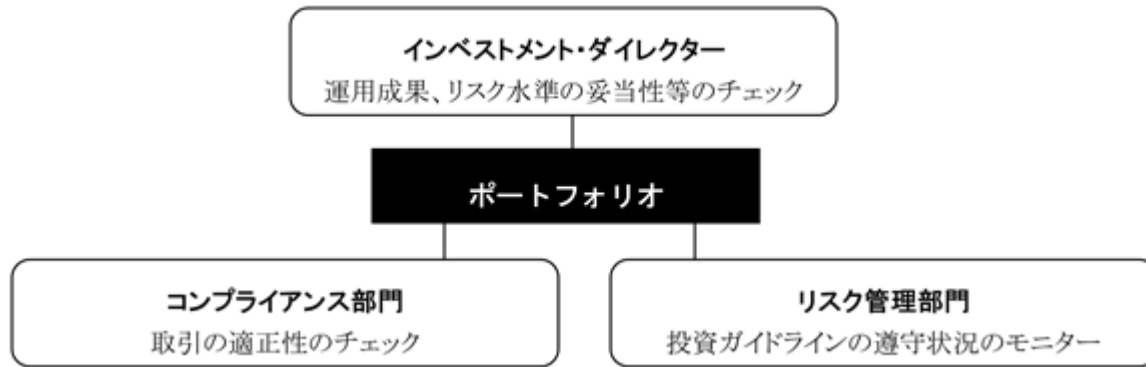 インベストメント・ダイレクター
運用成果、リスク水準の妥当性等のチェック
ポートフォリオ
コンプライアンス部門
取引の適正性のチェック
リスク管理部門
投資ガイドラインの遵守状況のモニター